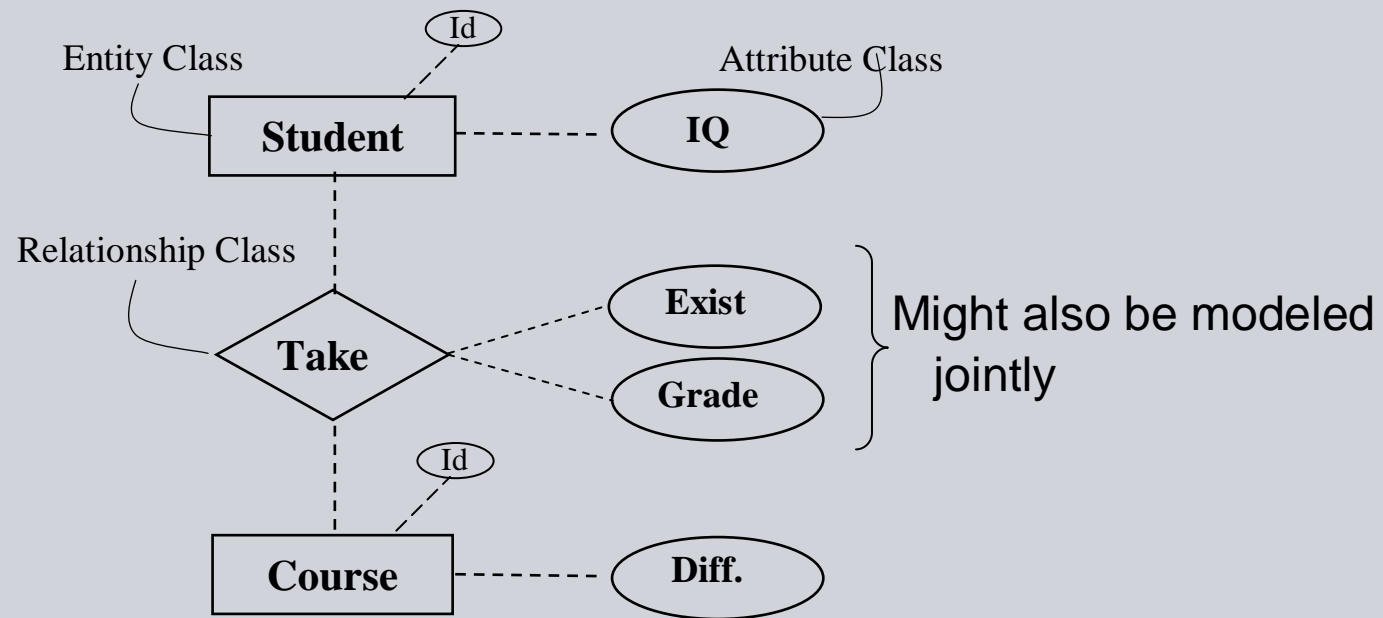 Id
Entity Class
Attribute Class
Student
IQ
Relationship Class
Exist
Might also be modeled
jointly
Take
Grade
Id
Course
Diff.